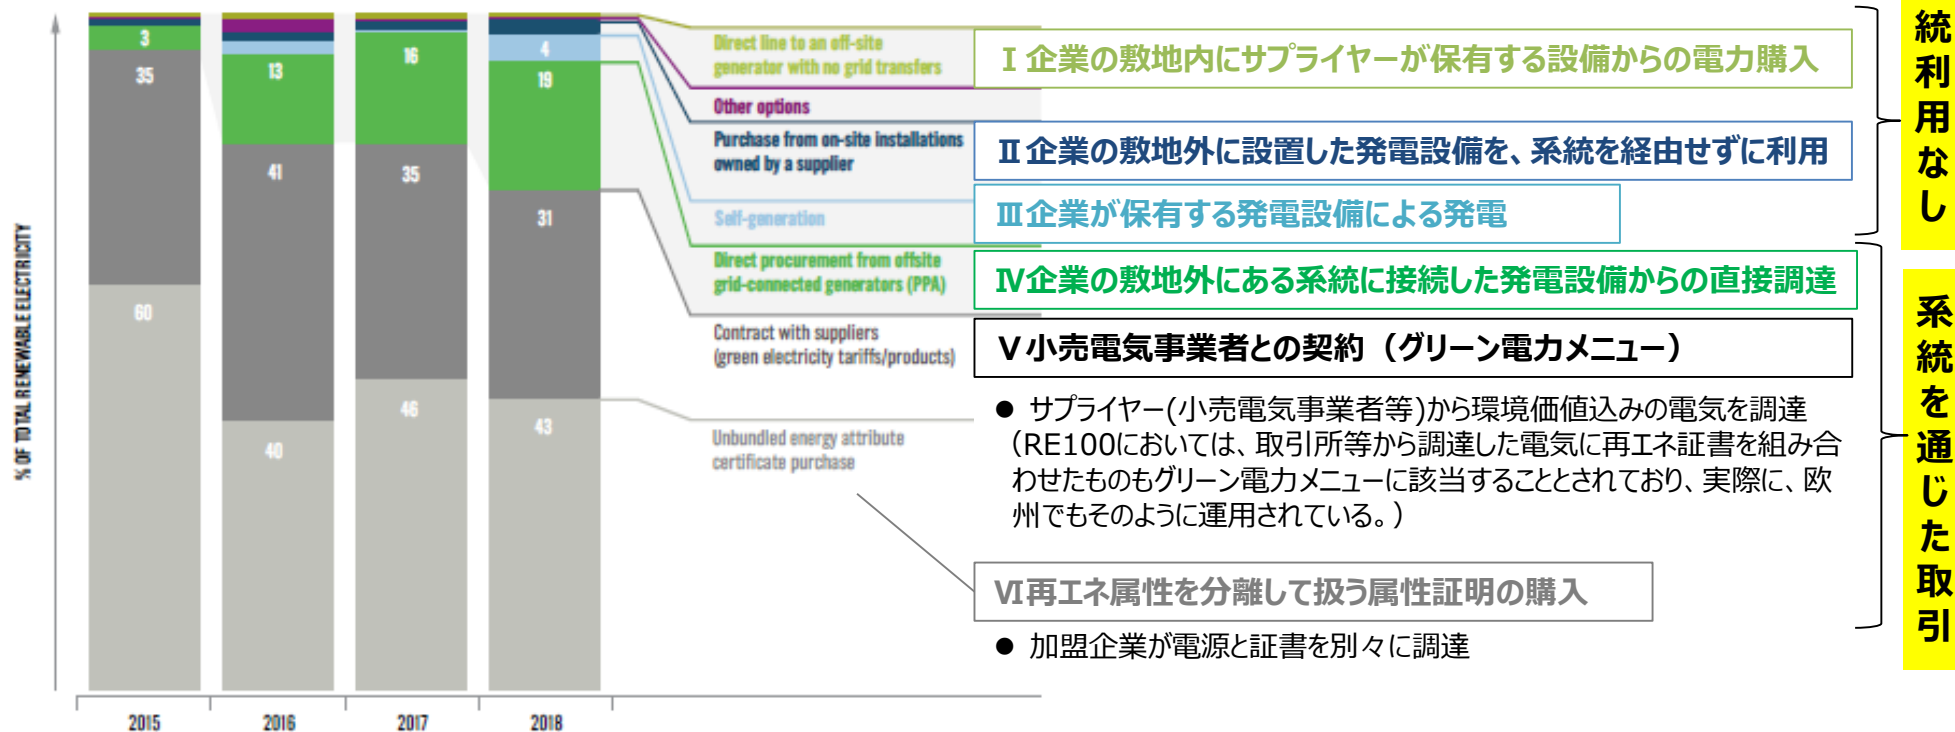 % OF TOTAL RENEWABLE ELECTRICITY
3
35
60
13
41
40
16
35
46
4
19
31
43
2015
2016
2017
2018
Direct line to an off-site
generator with no grid transfers
Other options
Purchase from on-site installations
owned by a supplier
Self-generation
Direct procurement from offsite
grid-connected generators (PPA)
Contract with suppliers
(green electricity tariffs/products)
Unbundled energy attribute
certificate purchase
Ⅰ企業の敷地内にサプライヤーが保有する設備からの電力購入
Ⅱ企業の敷地外に設置した発電設備を、系統を経由せずに利用
Ⅲ企業が保有する発電設備による発電
Ⅳ企業の敷地外にある系統に接続した発電設備からの直接調達
Ⅴ小売電気事業者との契約（グリーン電力メニュー）
● サプライヤー(小売電気事業者等)から環境価値込みの電気を調達
（RE100においては、取引所等から調達した電気に再エネ証書を組み合
わせたものもグリーン電力メニューに該当することとされており、実際に、欧
州でもそのように運用されている。）
Ⅵ再エネ属性を分離して扱う属性証明の購入
● 加盟企業が電源と証書を別々に調達
統利用なし
系統を通じた取引